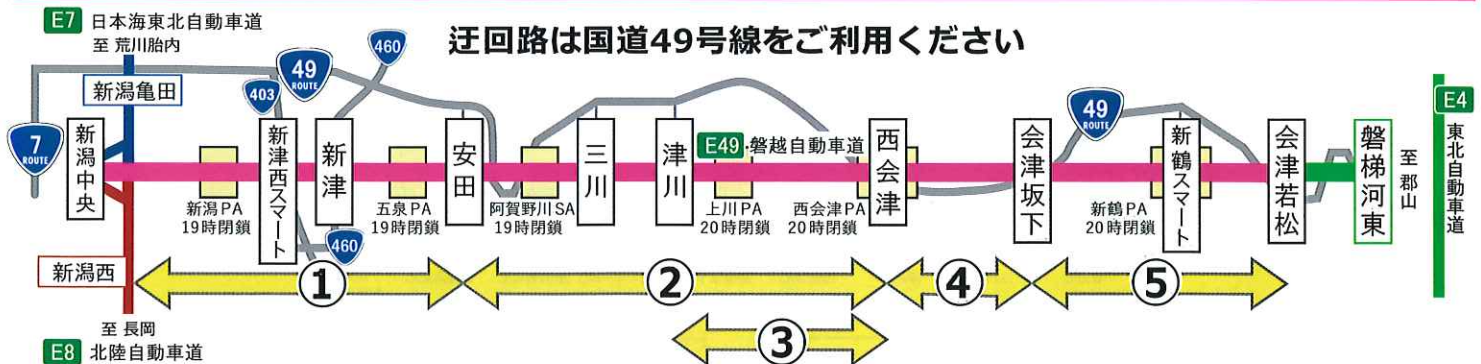 E7 日本海東北自動車道
至 荒川胎内
迂回路は国道49号線をご利用ください
460
49
ROUTE
403
新潟亀田
7
ROUTE
新潟中央
新潟PA
19時閉鎖
新津西スマート
新津
460
五泉PA
19時閉鎖
安田
阿賀野川SA
19時閉鎖
三川
津川
E49 磐越自動車道
上川PA
20時閉鎖
西会津PA
20時閉鎖
西会津
会津坂下
49
ROUTE
新鶴PA
20時閉鎖
新鶴スマート
会津若松
磐梯河東
至 郡山
E4
東北自動車道
新潟西
①
②
③
④
⑤
至 長岡
E8 北陸自動車道